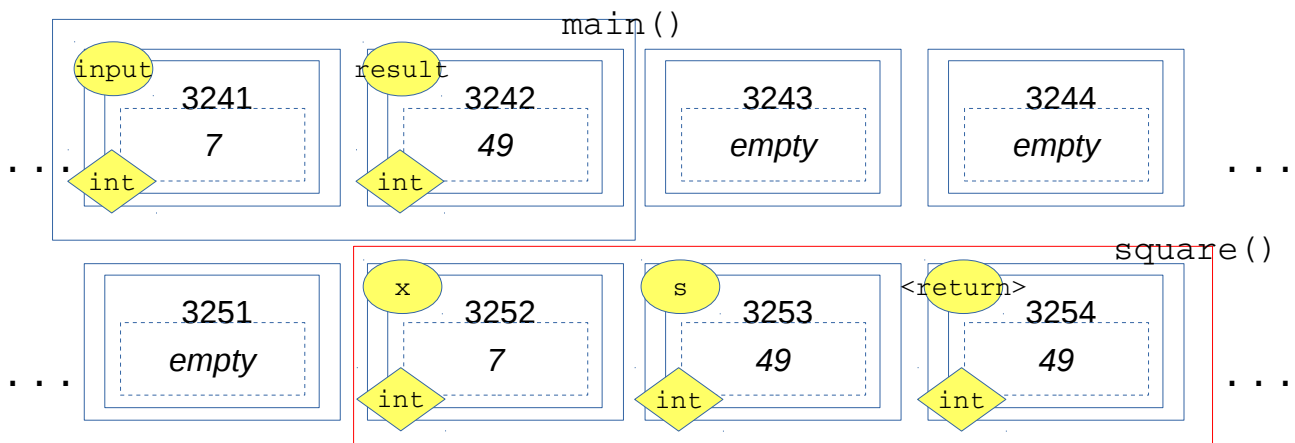 main()
input result
3241 3242 3243 3244
... 7 49 empty empty ...
int int
square()
x s <return>
3251 3252 3253 3254
... empty 7 49 49 ...
int int int